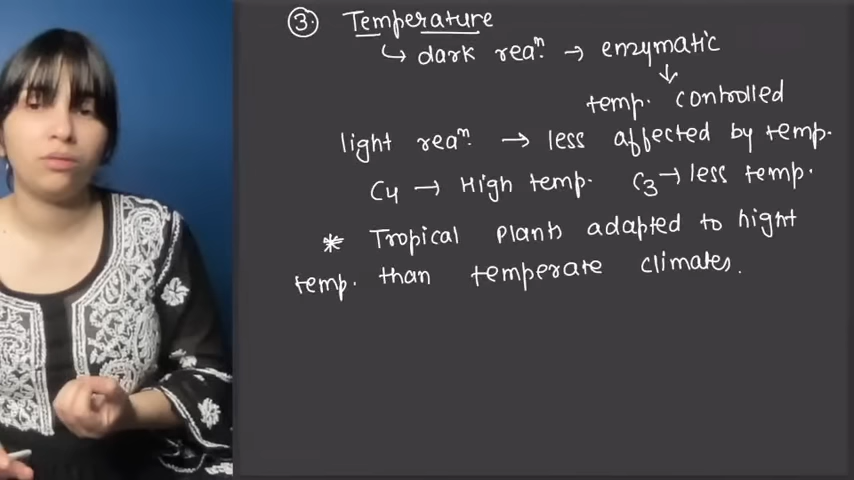 ③. Temperature
↳ dark reaⁿ. → enzymatic
↓
temp. controlled
light reaⁿ. → less affected by temp.
C4 → High temp. C3 → less temp.
* Tropical plants adapted to hight
temp. than temperate climates.